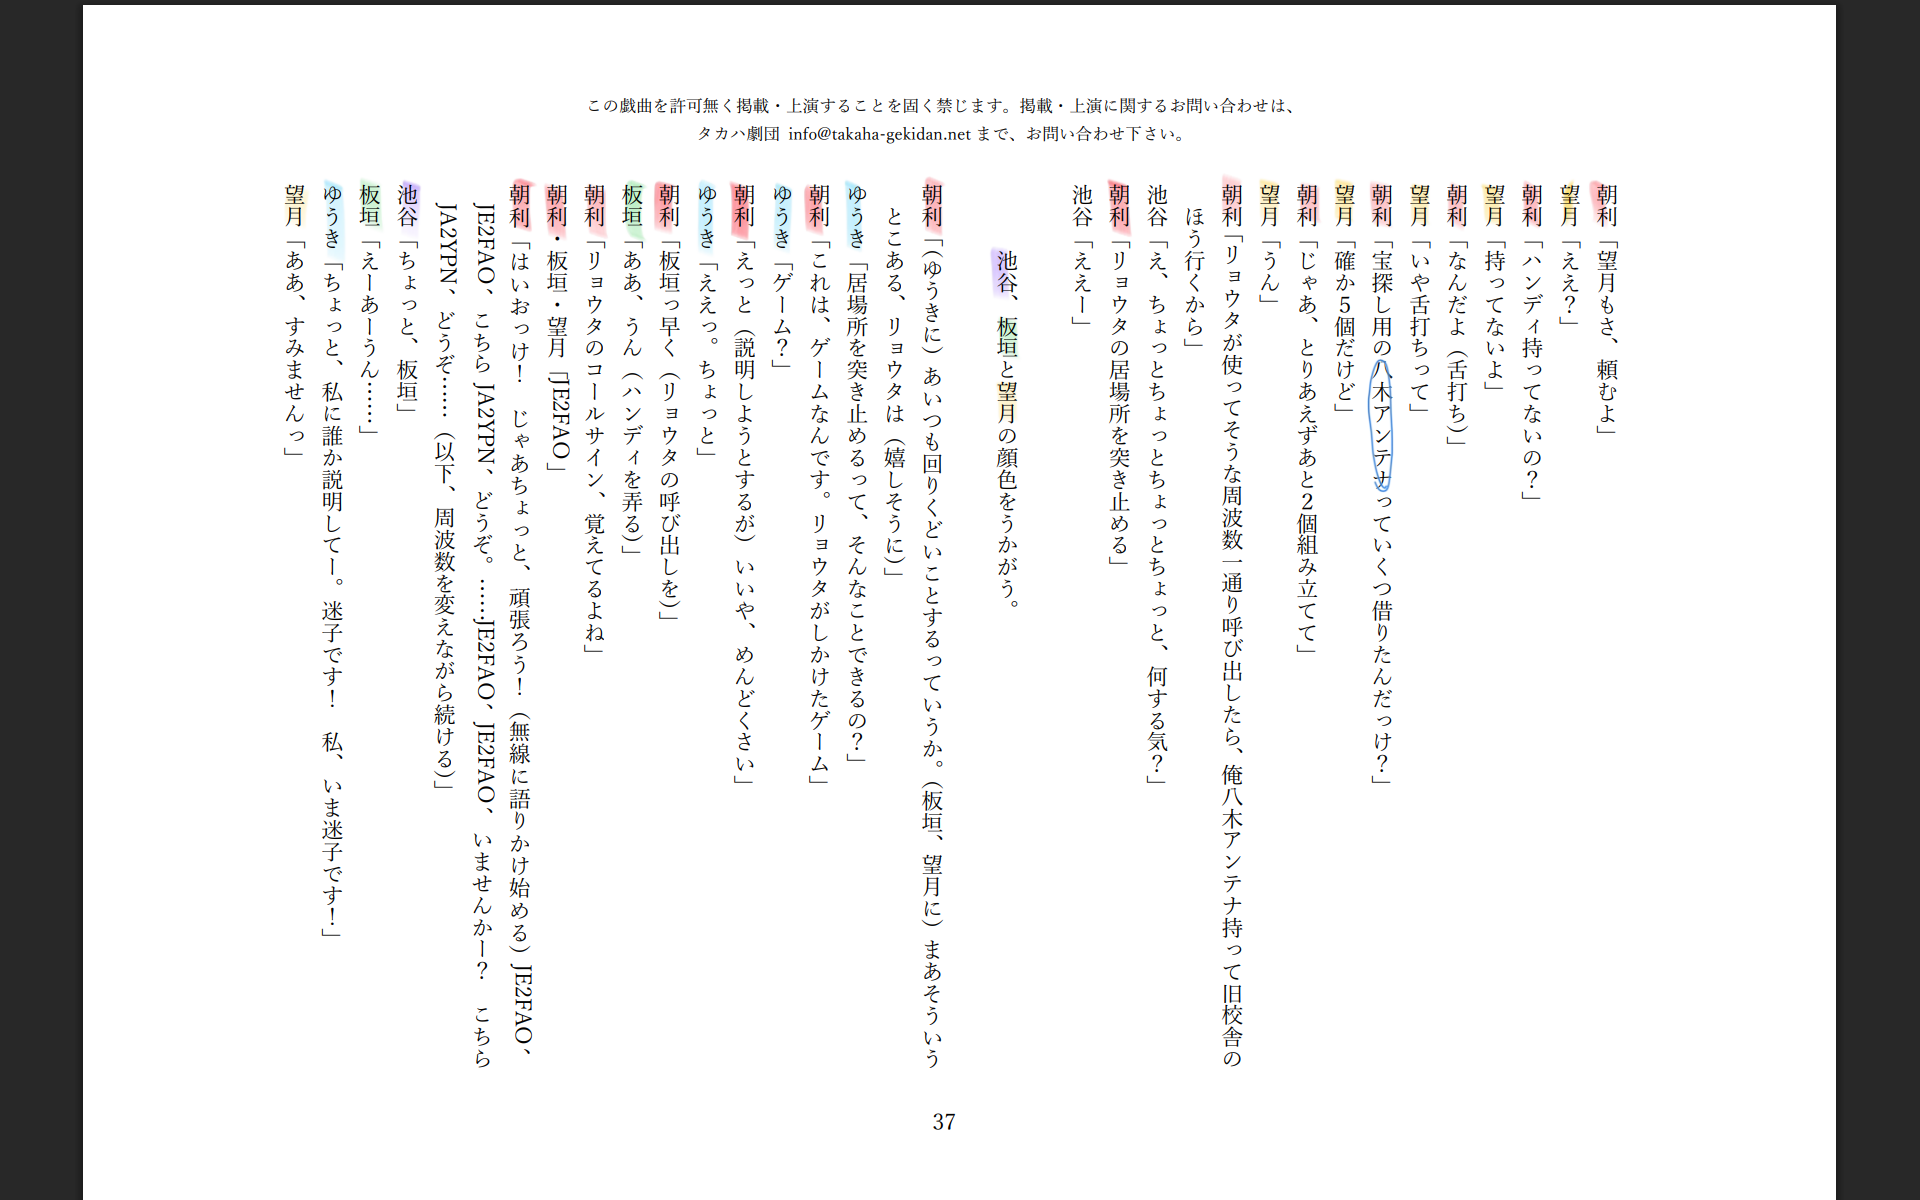 この戯曲を許可無く掲載・上演することを固く禁じます。掲載・上演に関するお問い合わせは、
タカハ劇団 info@takaha-gekidan.net まで、お問い合わせ下さい。
朝利「望月もさ、頼むよ」
望月「ええ？」
朝利「ハンディ持ってないの？」
望月「持ってないよ」
朝利「なんだよ（舌打ち）」
望月「いや舌打ちって」
朝利「宝探し用の八木アンテナっていくつ借りたんだっけ？」
望月「確か５個だけど」
朝利「じゃあ、とりあえずあと２個組み立てて」
望月「うん」
朝利「リョウタが使ってそうな周波数一通り呼び出したら、俺八木アンテナ持って旧校舎の
ほう行くから」
池谷「え、ちょっとちょっとちょっとちょっと、何する気？」
朝利「リョウタの居場所を突き止める」
池谷「ええー」
池谷、板垣と望月の顔色をうかがう。
朝利「（ゆうきに）あいつも回りくどいことするっていうか。（板垣、望月に）まあそういう
とこある、リョウタは（嬉しそうに）」
ゆうき「居場所を突き止めるって、そんなことできるの？」
朝利「これは、ゲームなんです。リョウタがしかけたゲーム」
ゆうき「ゲーム？」
朝利「えっと（説明しようとするが）いいや、めんどくさい」
ゆうき「ええっ。ちょっと」
朝利「板垣っ早く（リョウタの呼び出しを）」
板垣「ああ、うん（ハンディを弄る）」
朝利「リョウタのコールサイン、覚えてるよね」
朝利・板垣・望月「JE2FAO」
朝利「はいおっけ！　じゃあちょっと、頑張ろう！（無線に語りかけ始める）JE2FAO、
JE2FAO、こちら JA2YPN、どうぞ。……JE2FAO、JE2FAO、いませんかー？　こちら
JA2YPN、どうぞ……（以下、周波数を変えながら続ける）」
池谷「ちょっと、板垣」
板垣「えーあーうん……」
ゆうき「ちょっと、私に誰か説明してー。迷子です！　私、いま迷子です！」
望月「ああ、すみませんっ」
37